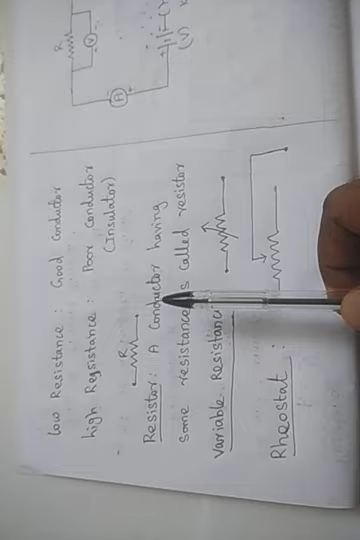 R
V
A
(V)
Low Resistance : Good Conductor
high Resistance : Poor Conductor
(Insulator)
R
Resistor : A Conductor having
some resistance is called resistor
Variable Resistanc
Rheostat :